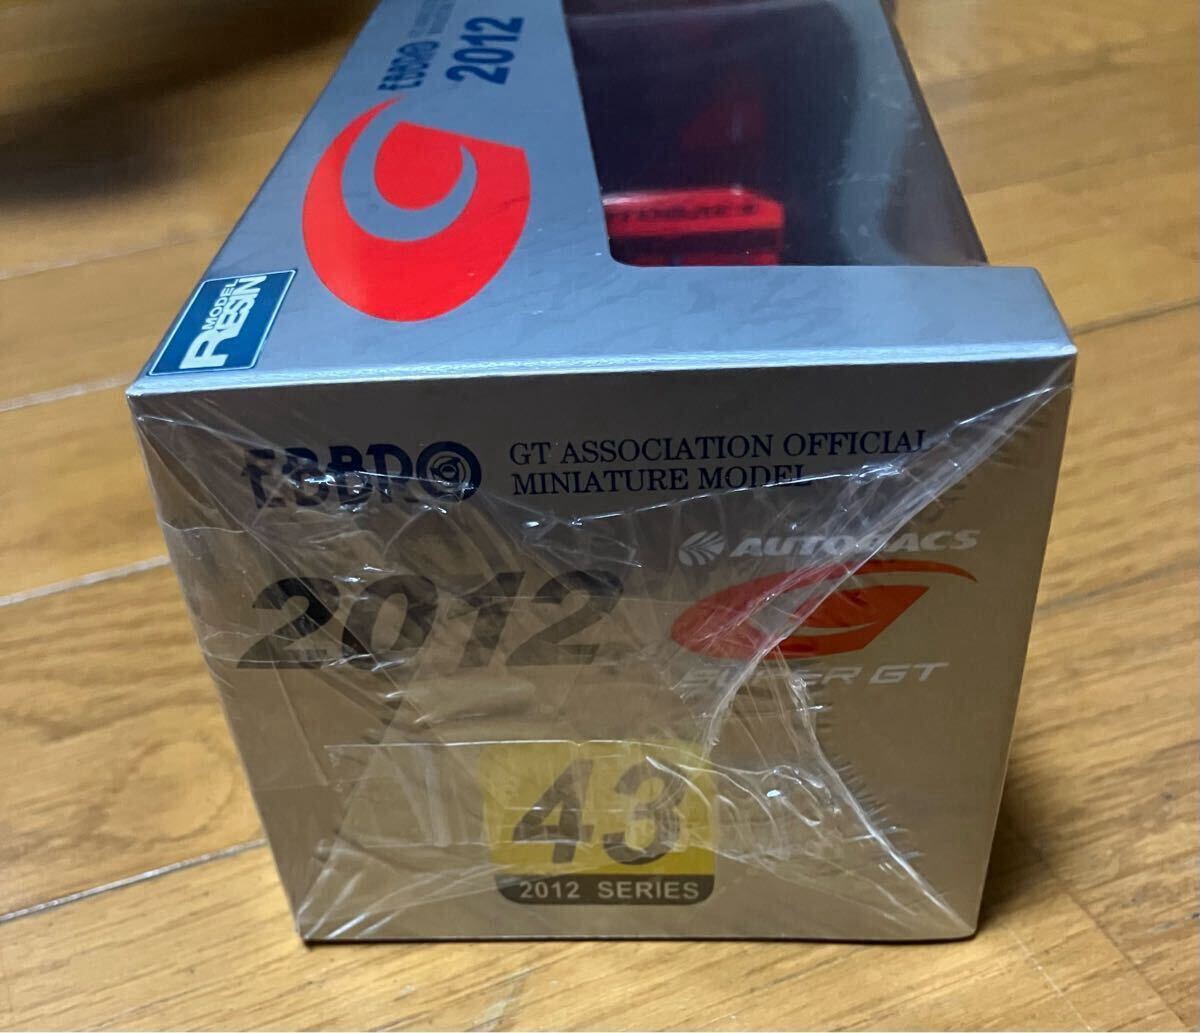 EBBRO
2012
MODEL
RESIN
EBBRO
GT ASSOCIATION OFFICIAL
MINIATURE MODEL
AUTOBACS
2012
SUPER GT
43
2012 SERIES